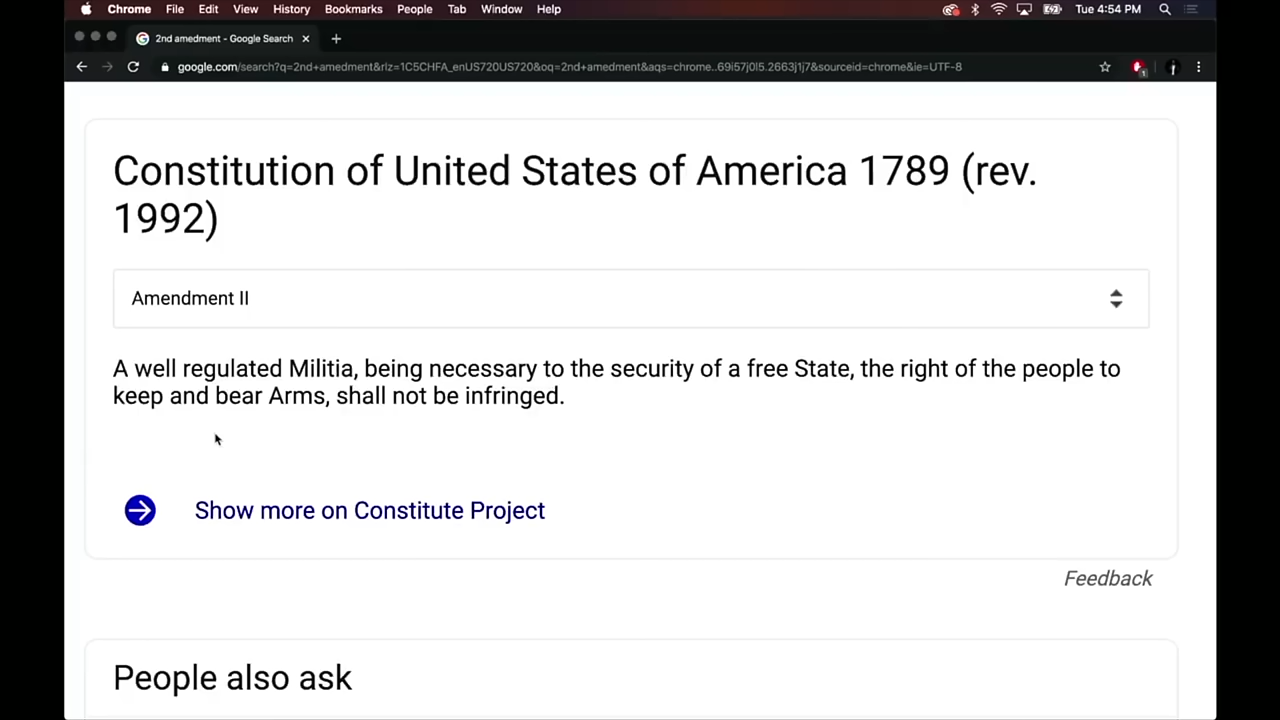 Chrome File Edit View History Bookmarks People Tab Window Help Tue 4:54 PM
2nd amedment - Google Search
google.com/search?q=2nd+amedment&rlz=1C5CHFA_enUS720US720&oq=2nd+amedment&aqs=chrome..69i57j0l5.2663j1j7&sourceid=chrome&ie=UTF-8
Constitution of United States of America 1789 (rev.
1992)
Amendment II
A well regulated Militia, being necessary to the security of a free State, the right of the people to
keep and bear Arms, shall not be infringed.
Show more on Constitute Project
Feedback
People also ask